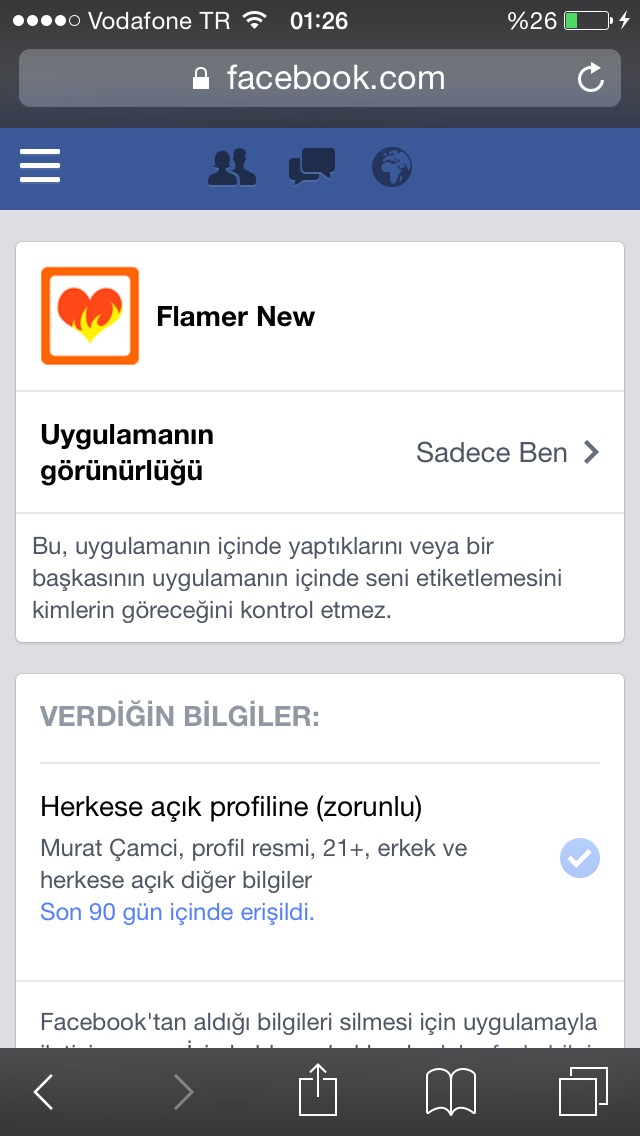 Vodafone TR 01:26 %26
facebook.com
Flamer New
Uygulamanın
görünürlüğü
Sadece Ben
Bu, uygulamanın içinde yaptıklarını veya bir
başkasının uygulamanın içinde seni etiketlemesini
kimlerin göreceğini kontrol etmez.
VERDİĞİN BİLGİLER:
Herkese açık profiline (zorunlu)
Murat Çamci, profil resmi, 21+, erkek ve
herkese açık diğer bilgiler
Son 90 gün içinde erişildi.
Facebook'tan aldığı bilgileri silmesi için uygulamayla